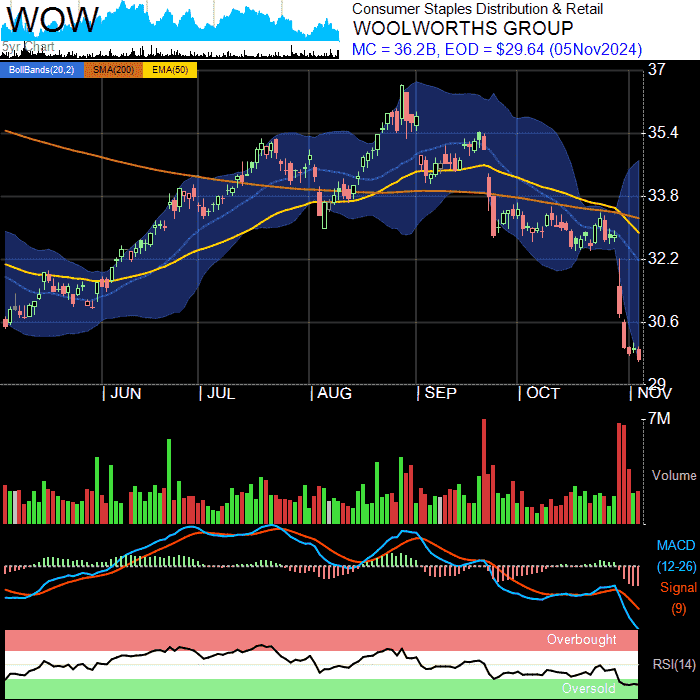 WOW
5yr Chart
Consumer Staples Distribution & Retail
WOOLWORTHS GROUP
MC = 36.2B, EOD = $29.64 (05Nov2024)
BollBands(20,2) SMA(200) EMA(50)
37
35.4
33.8
32.2
30.6
29
JUN JUL AUG SEP OCT NOV
7M
Volume
MACD
(12-26)
Signal
(9)
Overbought
RSI(14)
Oversold